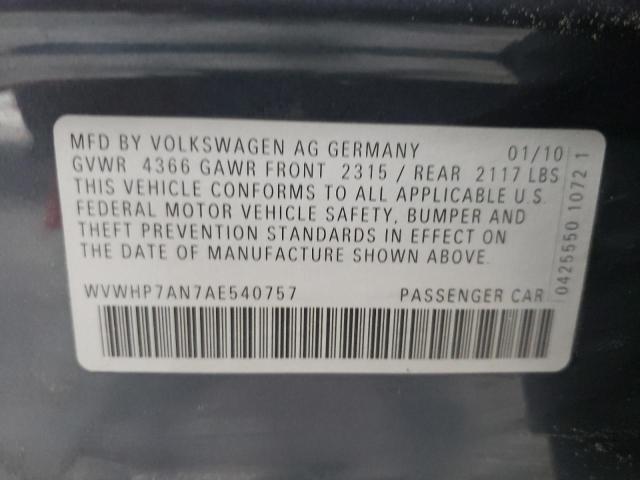 MFD BY VOLKSWAGEN AG GERMANY 01/10
GVWR 4366 GAWR FRONT 2315 / REAR 2117 LBS
THIS VEHICLE CONFORMS TO ALL APPLICABLE U.S.
FEDERAL MOTOR VEHICLE SAFETY, BUMPER AND
THEFT PREVENTION STANDARDS IN EFFECT ON
THE DATE OF MANUFACTURE SHOWN ABOVE.
WVWHP7AN7AE540757 PASSENGER CAR
0425550 1072 1